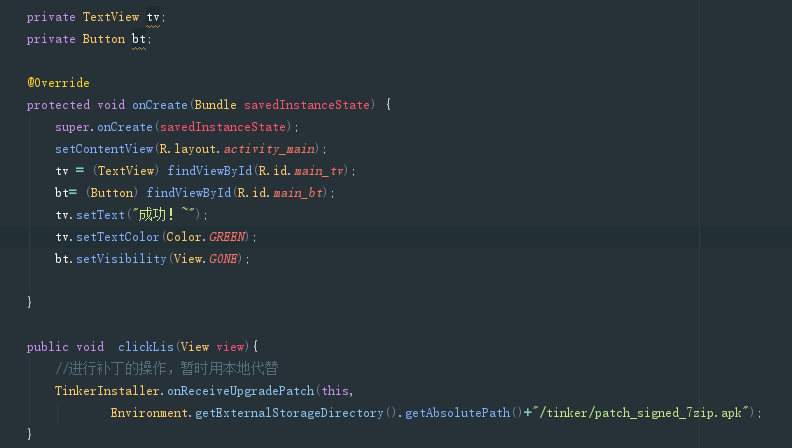 private TextView tv;
private Button bt;
@Override
protected void onCreate(Bundle savedInstanceState) {
super.onCreate(savedInstanceState);
setContentView(R.layout.activity_main);
tv = (TextView) findViewById(R.id.main_tv);
bt= (Button) findViewById(R.id.main_bt);
tv.setText("成功! ~");
tv.setTextColor(Color.GREEN);
bt.setVisibility(View.GONE);
}
public void  clickLis(View view){
//进行补丁的操作，暂时用本地代替
TinkerInstaller.onReceiveUpgradePatch(this,
Environment.getExternalStorageDirectory().getAbsolutePath()+"/tinker/patch_signed_7zip.apk");
}